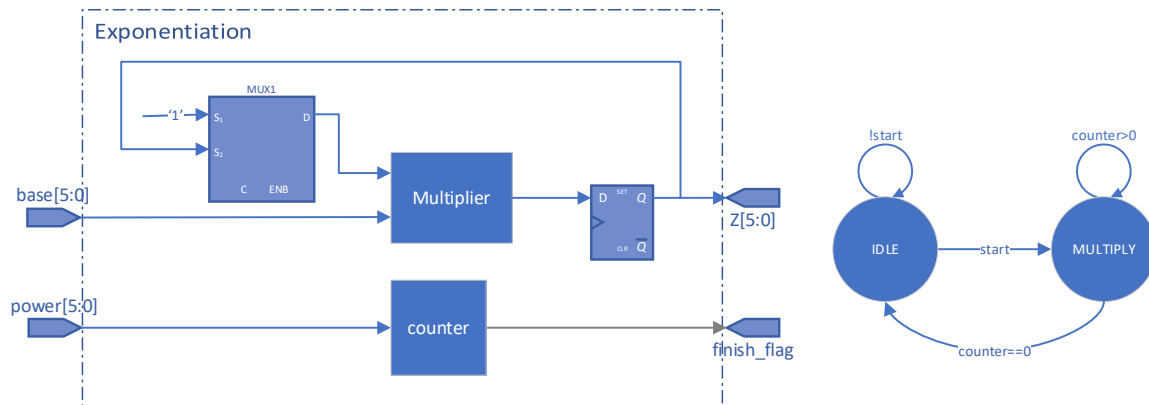 Exponentiation
MUX1
'1'
S1
D
S2
C
ENB
base[5:0]
Multiplier
D
SET
Q
CLR
Q
Z[5:0]
power[5:0]
counter
finish_flag
!start
counter>0
IDLE
start
MULTIPLY
counter==0